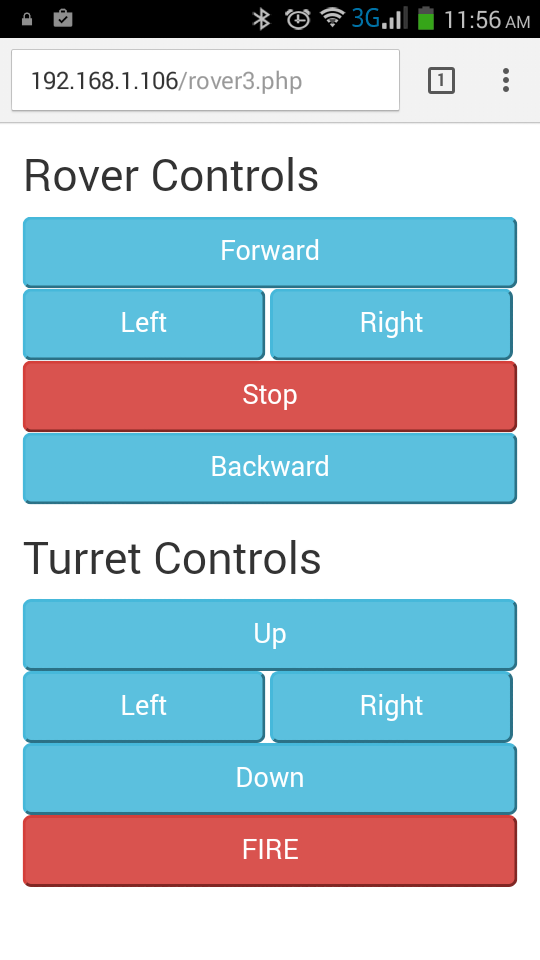 3G 11:56 AM
192.168.1.106/rover3.php 1
Rover Controls
Forward
Left Right
Stop
Backward
Turret Controls
Up
Left Right
Down
FIRE